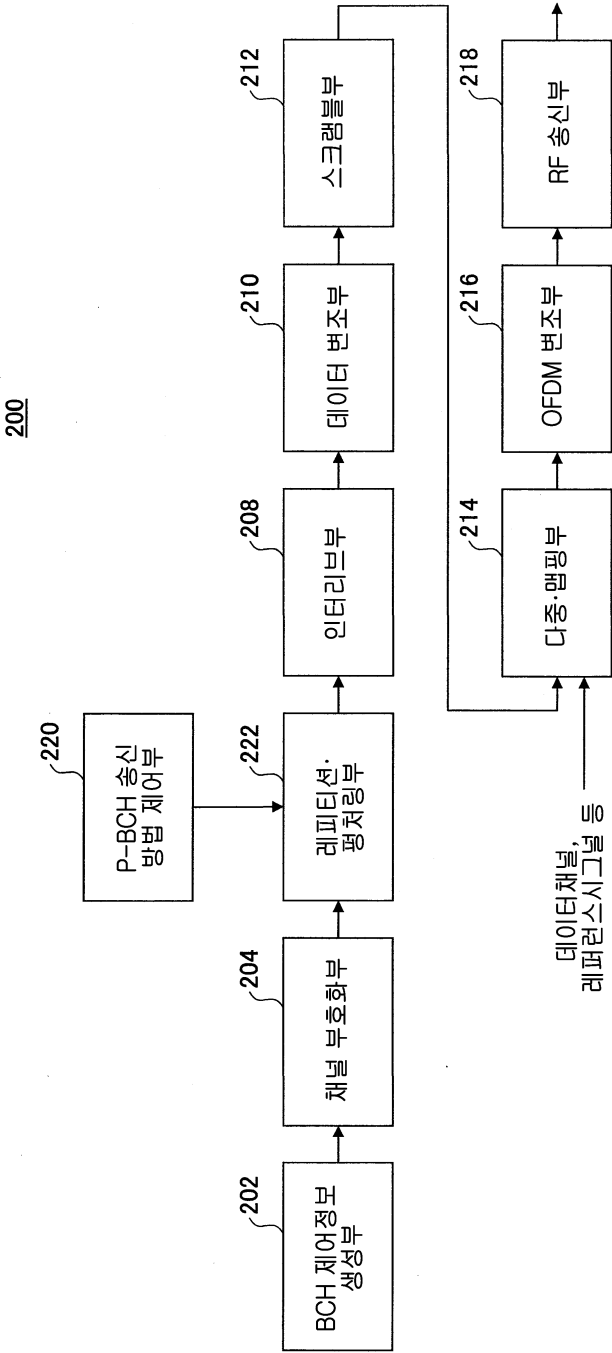 200
220
P-BCH 송신
방법 제어부
202
BCH 제어정보
생성부
204
채널 부호화부
222
레피티션·
펑처링부
208
인터리브부
210
데이터 변조부
212
스크램블부
데이터채널,
레퍼런스시그널 등
214
다중·맵핑부
216
OFDM 변조부
218
RF 송신부